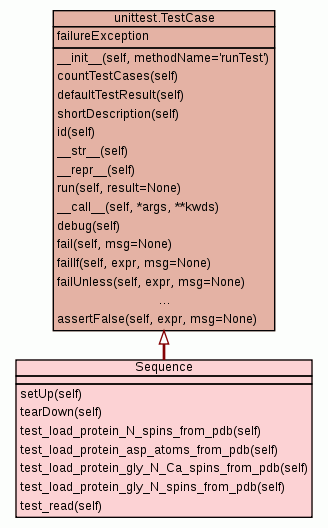 unittest.TestCase
failureException
__init__(self, methodName='runTest')
countTestCases(self)
defaultTestResult(self)
shortDescription(self)
id(self)
__str__(self)
__repr__(self)
run(self, result=None)
__call__(self, *args, **kwds)
debug(self)
fail(self, msg=None)
failIf(self, expr, msg=None)
failUnless(self, expr, msg=None)
...
assertFalse(self, expr, msg=None)
Sequence
setUp(self)
tearDown(self)
test_load_protein_N_spins_from_pdb(self)
test_load_protein_asp_atoms_from_pdb(self)
test_load_protein_gly_N_Ca_spins_from_pdb(self)
test_load_protein_gly_N_spins_from_pdb(self)
test_read(self)